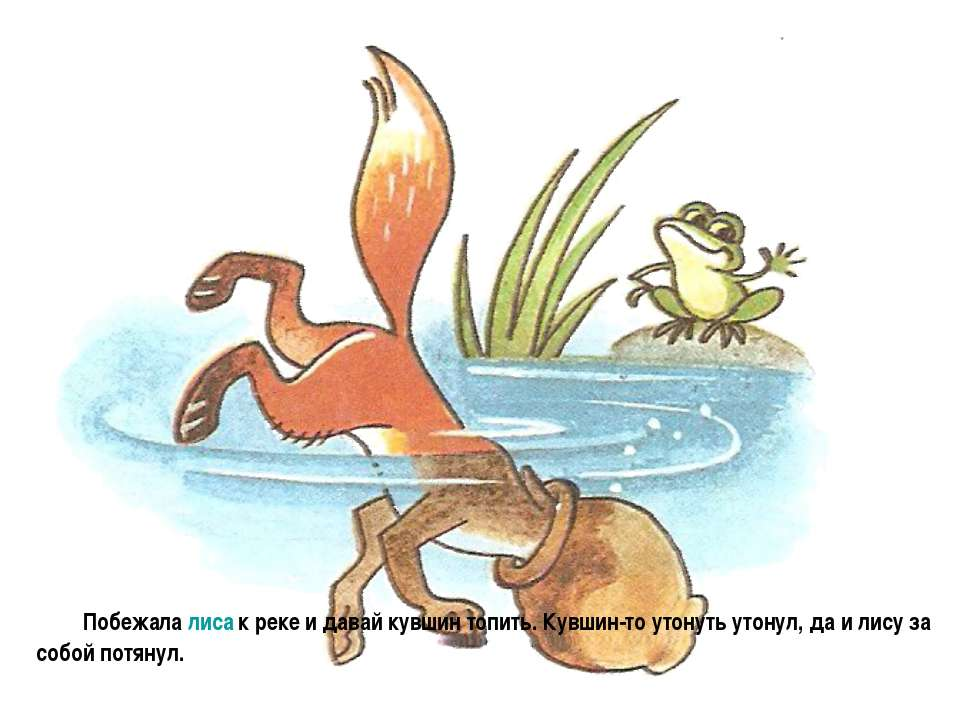 Побежала лиса к реке и давай кувшин топить. Кувшин-то утонуть утонул, да и лису за
собой потянул.